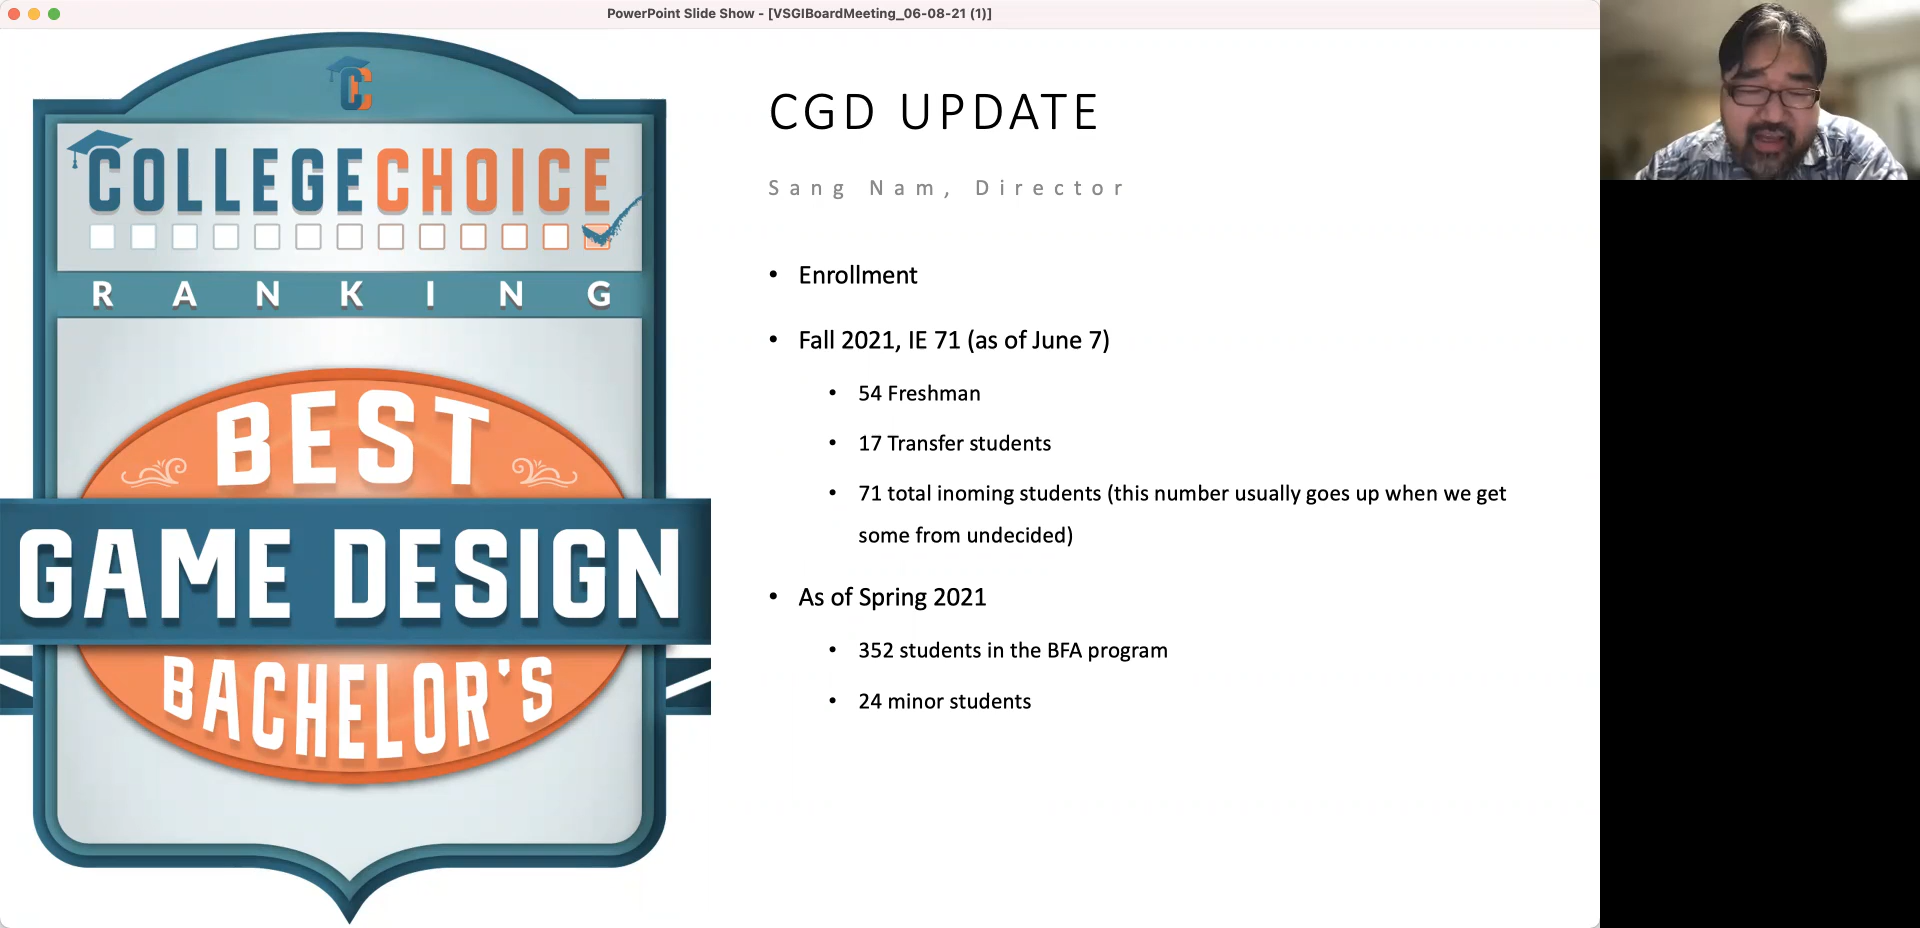 PowerPoint Slide Show - [VSGIBoardMeeting_06-08-21 (1)]
C
COLLEGECHOICE
RANKING
BEST
GAME DESIGN
BACHELOR'S
CGD UPDATE
Sang Nam, Director
• Enrollment
• Fall 2021, IE 71 (as of June 7)
• 54 Freshman
• 17 Transfer students
• 71 total inoming students (this number usually goes up when we get
some from undecided)
• As of Spring 2021
• 352 students in the BFA program
• 24 minor students